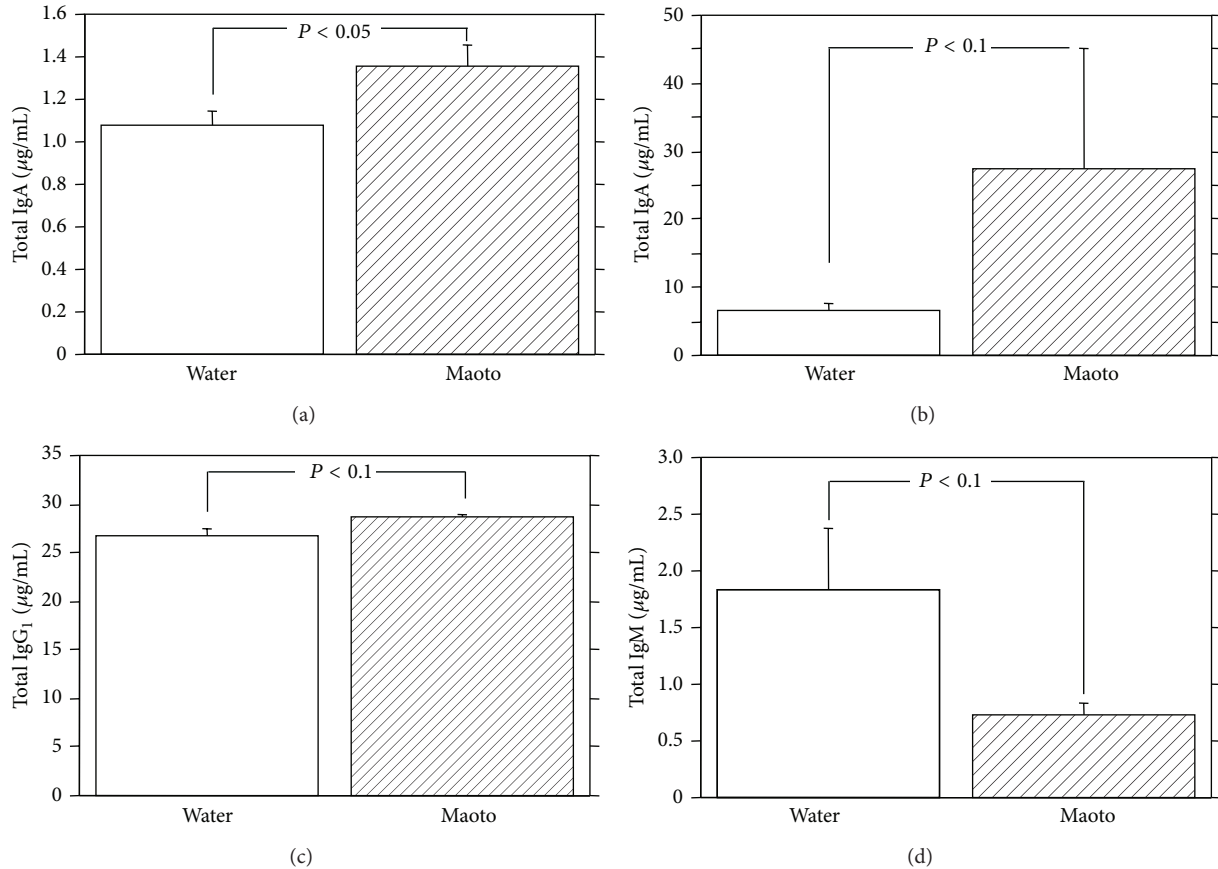 1.6
1.4
1.2
1.0
0.8
0.6
0.4
0.2
0
Total IgA (µg/mL)
P < 0.05
Water Maoto
(a)
50
40
30
20
10
0
Total IgA (µg/mL)
P < 0.1
Water Maoto
(b)
35
30
25
20
15
10
5
0
Total IgG₁ (µg/mL)
P < 0.1
Water Maoto
(c)
3.0
2.5
2.0
1.5
1.0
0.5
0
Total IgM (µg/mL)
P < 0.1
Water Maoto
(d)